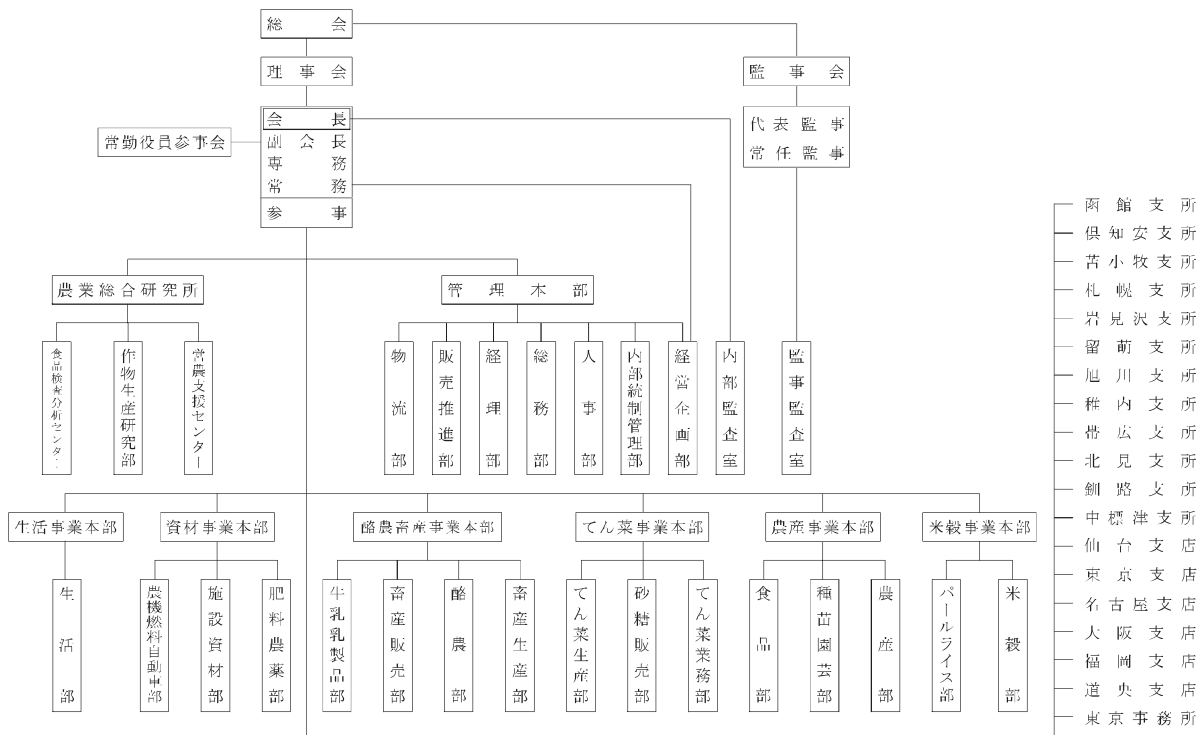 総会
理事会
監事会
会長
副会長
専務
常務
参事
常勤役員参事会
代表監事
常任監事
農業総合研究所
管理本部
食品検査分析センター
作物生産研究部
営農支援センター
物流部
販売推進部
経理部
総務部
人事部
内部統制管理部
経営企画部
内部監査室
監事監査室
生活事業本部
資材事業本部
酪農畜産事業本部
てん菜事業本部
農産事業本部
米穀事業本部
生活部
農機燃料自動車部
施設資材部
肥料農薬部
牛乳乳製品部
畜産販売部
酪農部
畜産生産部
てん菜生産部
砂糖販売部
てん菜業務部
食品部
種苗園芸部
農産部
パールライス部
米穀部
函館支所
倶知安支所
苫小牧支所
札幌支所
岩見沢支所
留萌支所
旭川支所
稚内支所
帯広支所
北見支所
釧路支所
中標津支所
仙台支店
東京支店
名古屋支店
大阪支店
福岡支店
道央支店
東京事務所